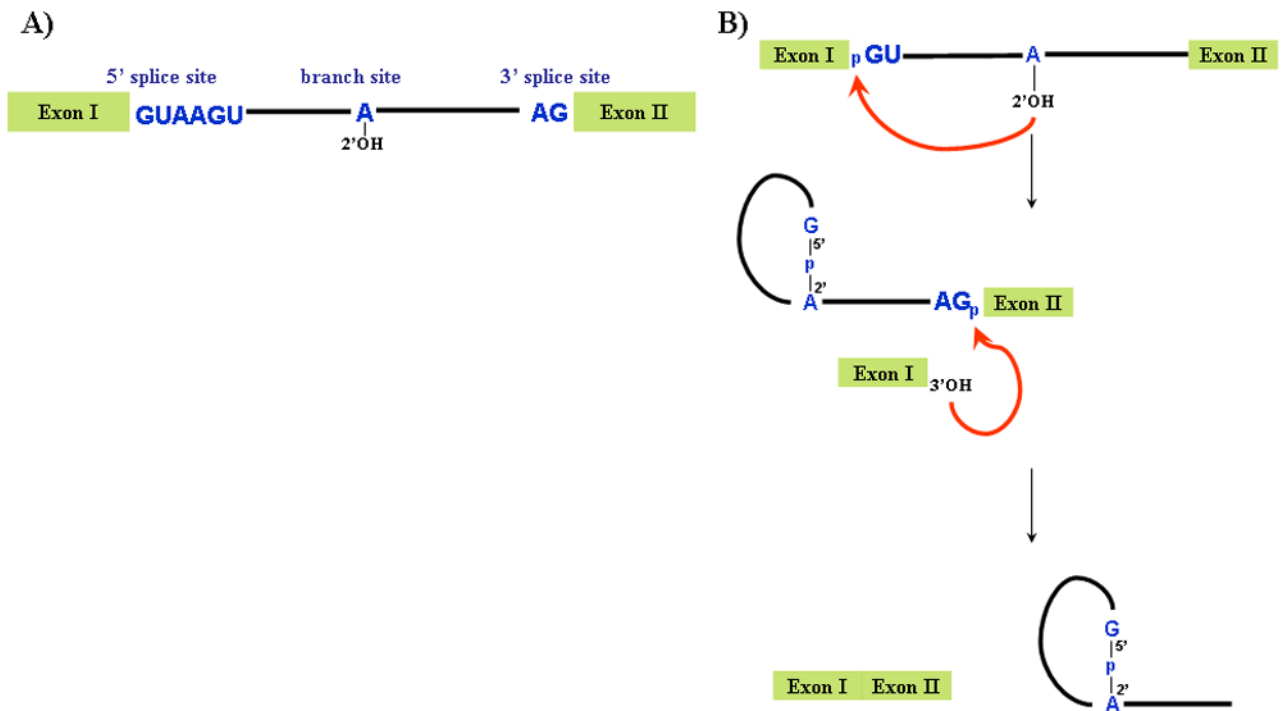 A)
5’ splice site branch site 3’ splice site
Exon I GUAAGU A AG Exon II
2’OH
B)
Exon I p GU A Exon II
2’OH
G
5’
p
2’
A AGp Exon II
Exon I 3’OH
G
5’
p
2’
Exon I Exon II A